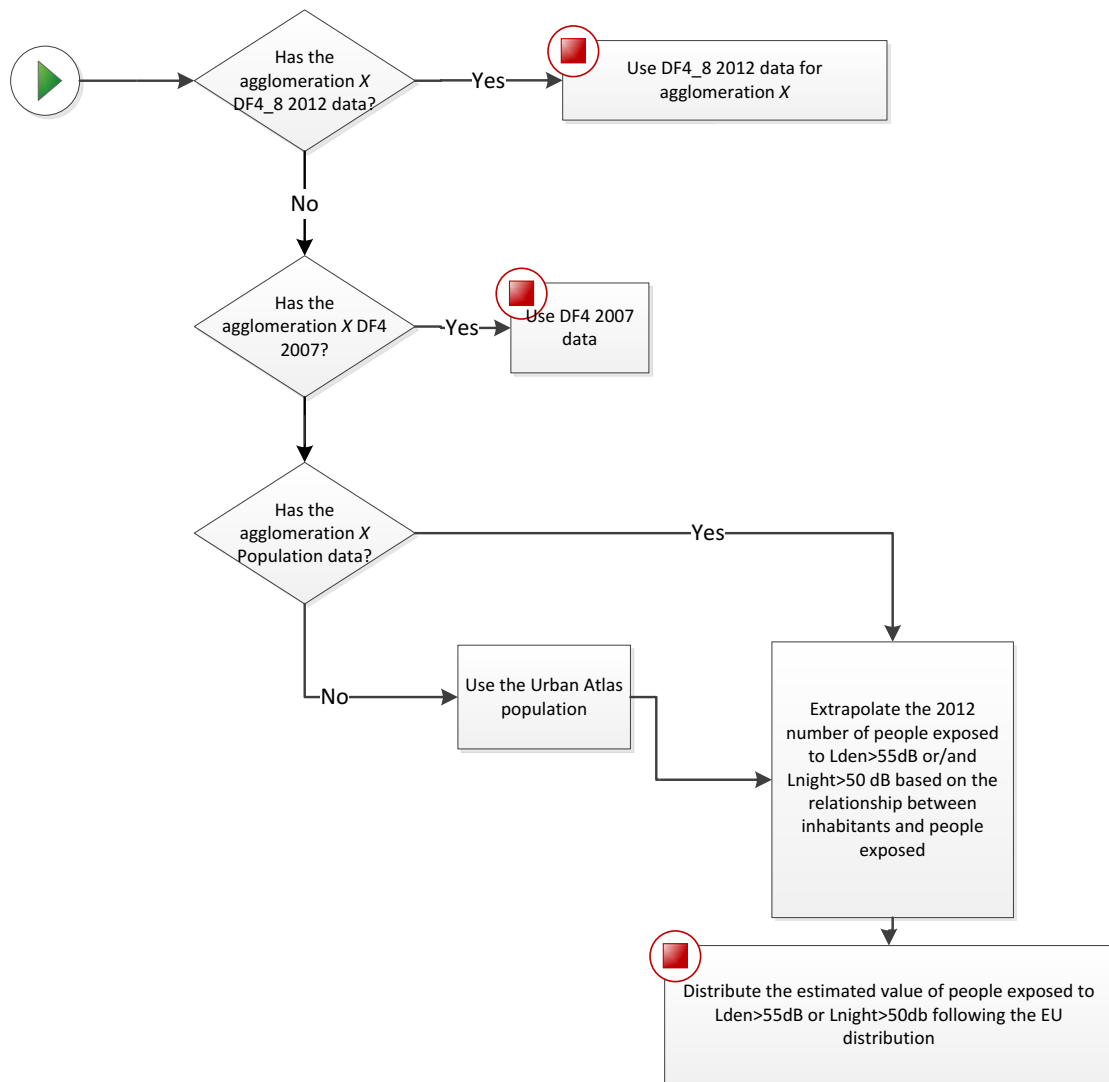 Has the
agglomeration X
DF4_8 2012 data?
Yes
Use DF4_8 2012 data for
agglomeration X
No
Has the
agglomeration X DF4
2007?
Yes
Use DF4 2007
data
Has the
agglomeration X
Population data?
Yes
No
Use the Urban Atlas
population
Extrapolate the 2012
number of people exposed
to Lden>55dB or/and
Lnight>50 dB based on the
relationship between
inhabitants and people
exposed
Distribute the estimated value of people exposed to
Lden>55dB or Lnight>50db following the EU
distribution